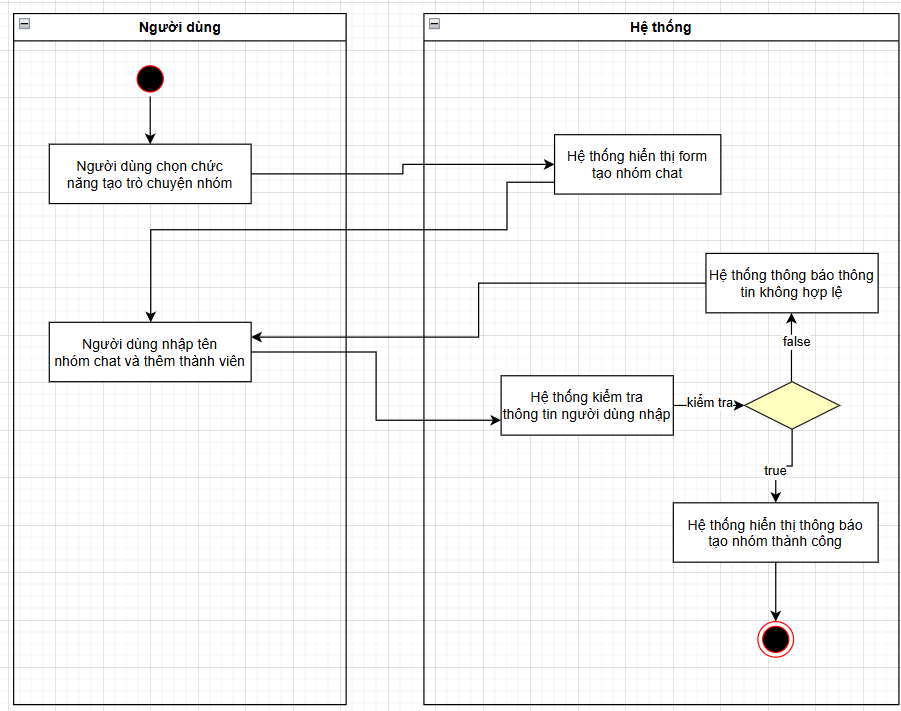 Người dùng
Hệ thống
Người dùng chọn chức
năng tạo trò chuyện nhóm
Hệ thống hiển thị form
tạo nhóm chat
Hệ thống thông báo thông
tin không hợp lệ
false
Người dùng nhập tên
nhóm chat và thêm thành viên
Hệ thống kiểm tra
thông tin người dùng nhập
kiểm tra
true
Hệ thống hiển thị thông báo
tạo nhóm thành công